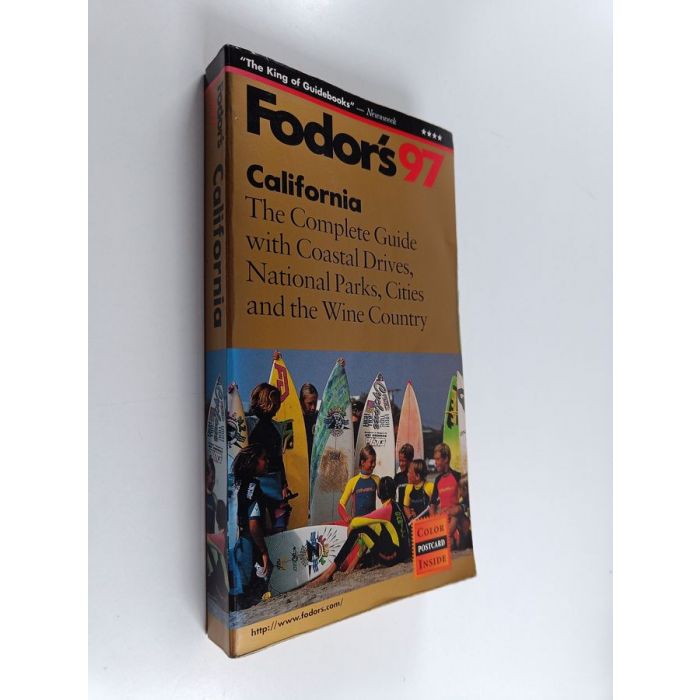 "The King of Guidebooks" — Newsweek
★★★★
Fodor's 97
California
The Complete Guide
with Coastal Drives,
National Parks, Cities
and the Wine Country
COLOR
POSTCARD
INSIDE
http://www.fodors.com/
Fodor's California